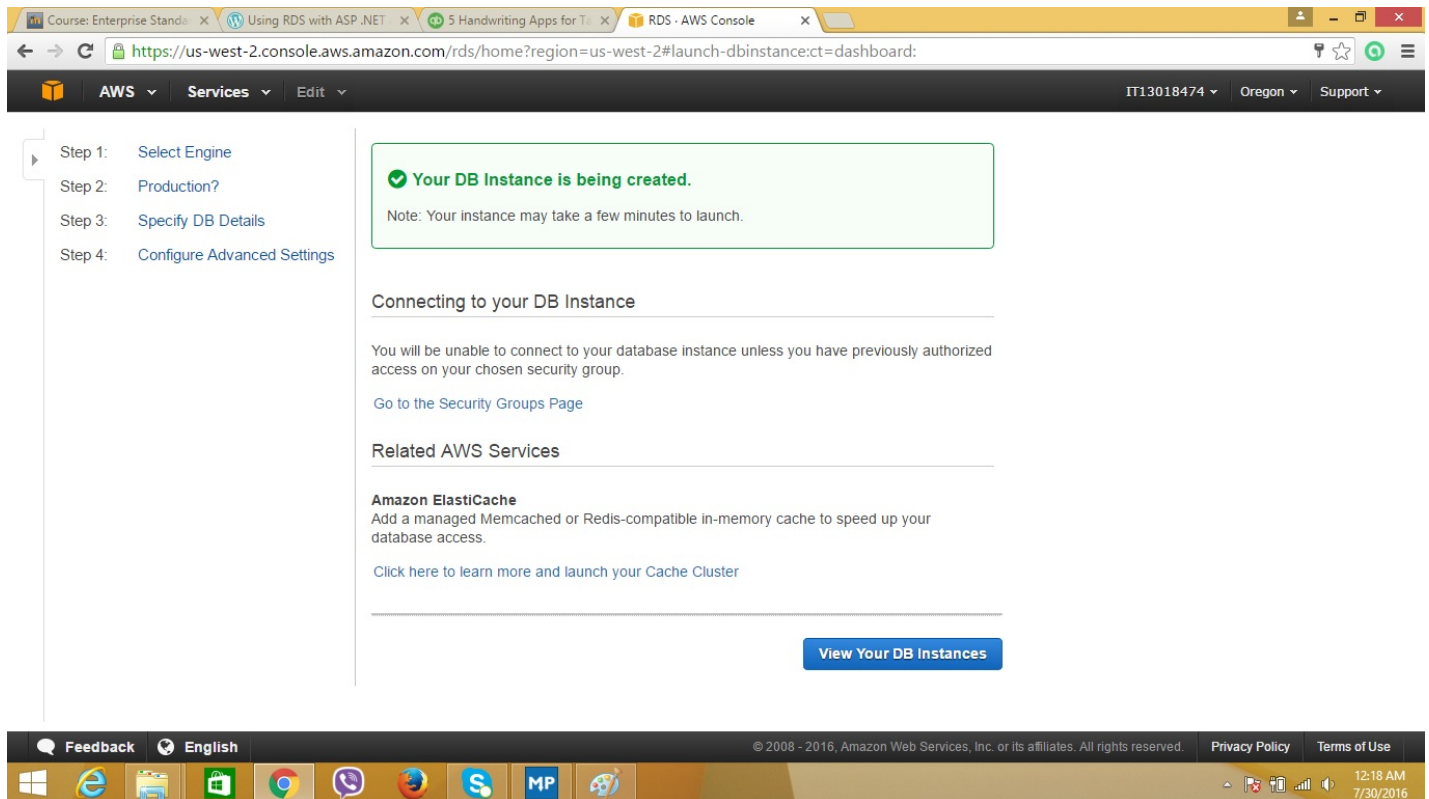 Course: Enterprise Standa
Using RDS with ASP .NET
5 Handwriting Apps for Ta
RDS · AWS Console
https://us-west-2.console.aws.amazon.com/rds/home?region=us-west-2#launch-dbinstance:ct=dashboard:
AWS Services Edit IT13018474 Oregon Support
Step 1: Select Engine
Step 2: Production?
Step 3: Specify DB Details
Step 4: Configure Advanced Settings
Your DB Instance is being created.
Note: Your instance may take a few minutes to launch.
Connecting to your DB Instance
You will be unable to connect to your database instance unless you have previously authorized
access on your chosen security group.
Go to the Security Groups Page
Related AWS Services
Amazon ElastiCache
Add a managed Memcached or Redis-compatible in-memory cache to speed up your
database access.
Click here to learn more and launch your Cache Cluster
View Your DB Instances
Feedback English © 2008 - 2016, Amazon Web Services, Inc. or its affiliates. All rights reserved. Privacy Policy Terms of Use
MP
12:18 AM
7/30/2016